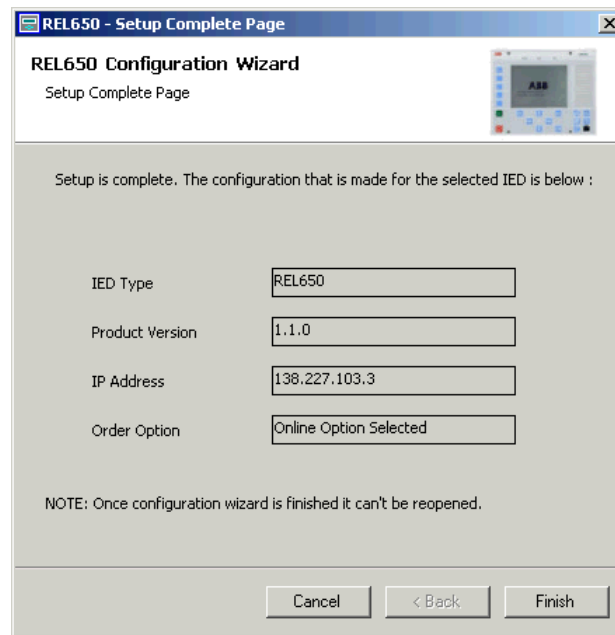 REL650 - Setup Complete Page
REL650 Configuration Wizard
Setup Complete Page
ABB
Setup is complete. The configuration that is made for the selected IED is below :
IED Type
REL650
Product Version
1.1.0
IP Address
138.227.103.3
Order Option
Online Option Selected
NOTE: Once configuration wizard is finished it can't be reopened.
Cancel
< Back
Finish